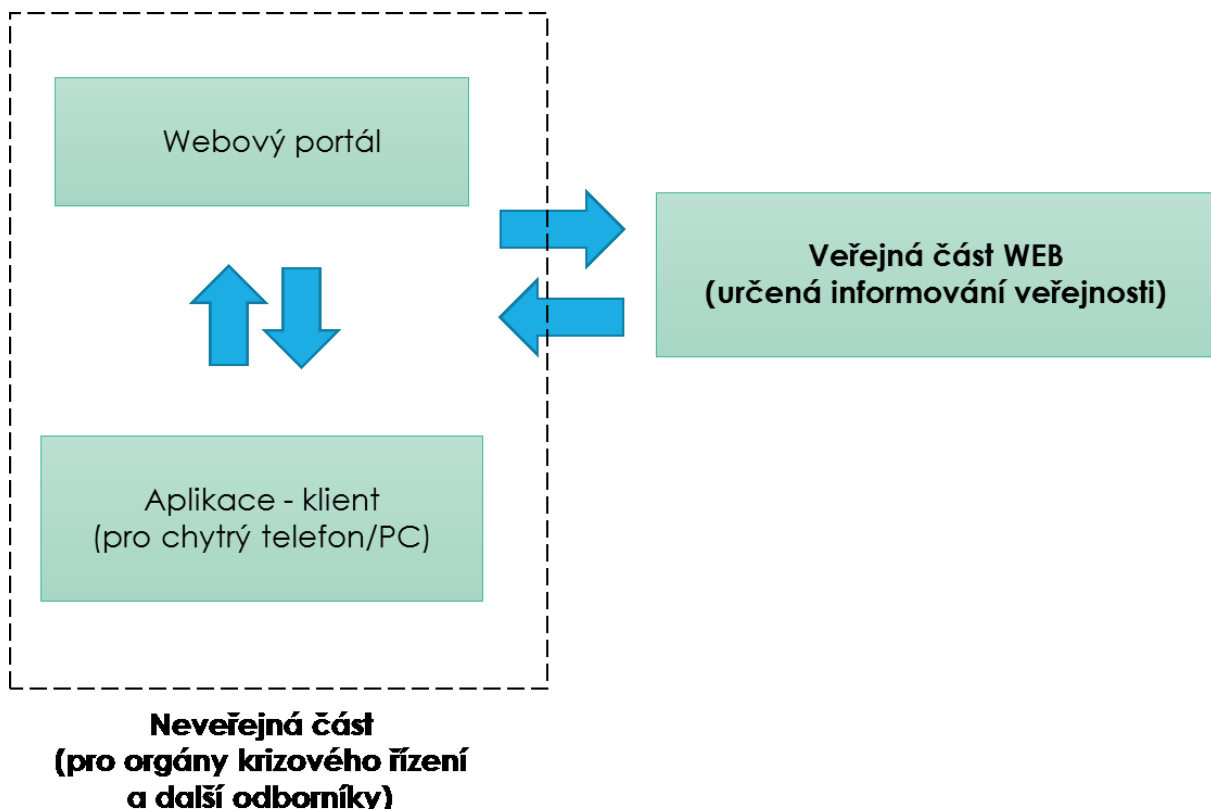 Webový portál
Veřejná část WEB
(určená informování veřejnosti)
Aplikace - klient
(pro chytrý telefon/PC)
Neveřejná část
(pro orgány krizového řízení
a další odborníky)